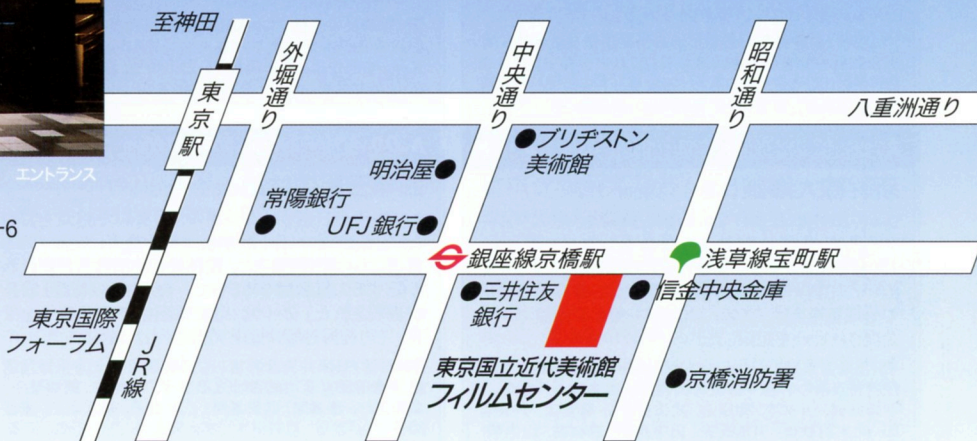 至神田
東京駅
外堀通り
中央通り
昭和通り
八重洲通り
エントランス
ブリヂストン
美術館
明治屋
常陽銀行
UFJ銀行
-6
銀座線京橋駅
浅草線宝町駅
東京国際
フォーラム
JR線
三井住友
銀行
信金中央金庫
東京国立近代美術館
フィルムセンター
京橋消防署